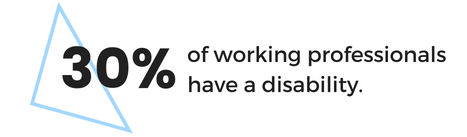 30% of working professionals
have a disability.